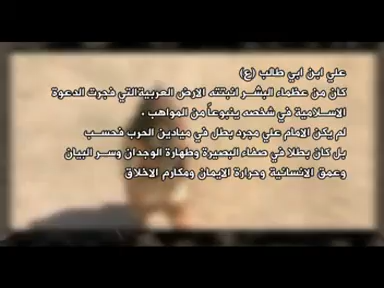 علي ابن ابي طالب (ع)
كان من عظماء البشر انبتته الارض العربية التي فجرت الدعوة
الاسلامية في شخصه ينبوعاً من المواهب .
لم يكن الامام علي مجرد بطل في ميادين الحرب فحسب
بل كان بطلا في صفاء البصيرة وطهارة الوجدان وسر البيان
وعمق الانسانية وحرارة الايمان ومكارم الاخلاق